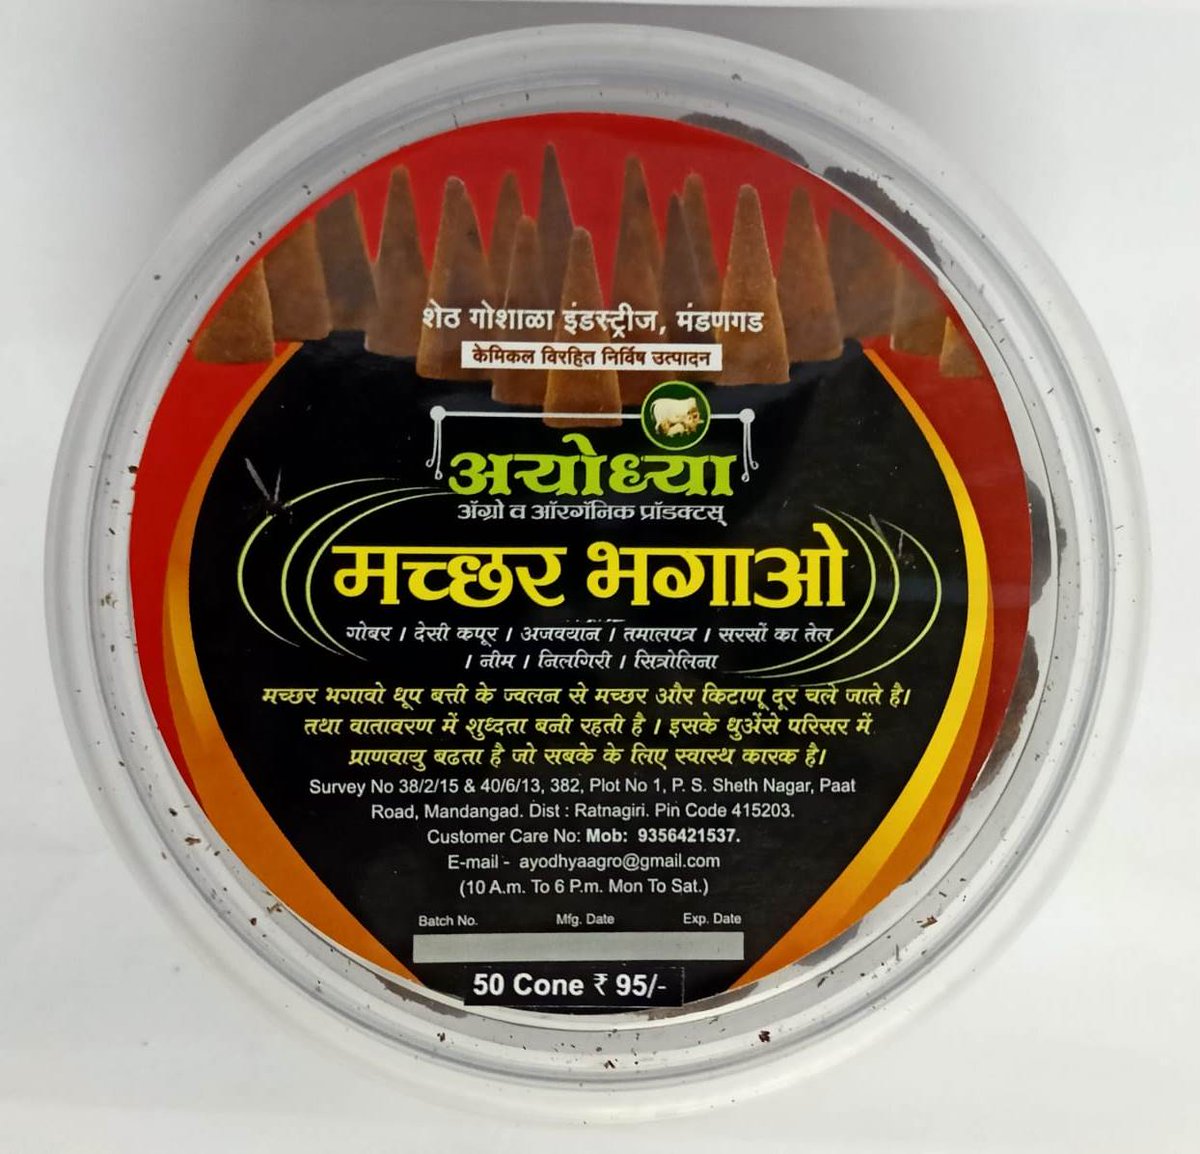 शेठ गोशाळा इंडस्ट्रीज, मंडणगड
केमिकल विरहित निर्विष उत्पादन
अयोध्या
ॲग्रो व ऑरगॅनिक प्रॉडक्टस्
मच्छर भगाओ
गोबर । देसी कपूर । अजवयान । तमालपत्र । सरसों का तेल
। नीम । निलगिरी । सित्रोलिना
मच्छर भगावो धूप बत्ती के ज्वलन से मच्छर और किटाणू दूर चले जाते है।
तथा वातावरण में शुध्दता बनी रहती है । इसके धुअेंसे परिसर में
प्राणवायु बढता है जो सबके के लिए स्वास्थ कारक है।
Survey No 38/2/15 & 40/6/13, 382, Plot No 1, P. S. Sheth Nagar, Paat
Road, Mandangad. Dist : Ratnagiri. Pin Code 415203.
Customer Care No: Mob: 9356421537.
E-mail - ayodhyaagro@gmail.com
(10 A.m. To 6 P.m. Mon To Sat.)
Batch No. Mfg. Date Exp. Date
50 Cone ₹ 95/-